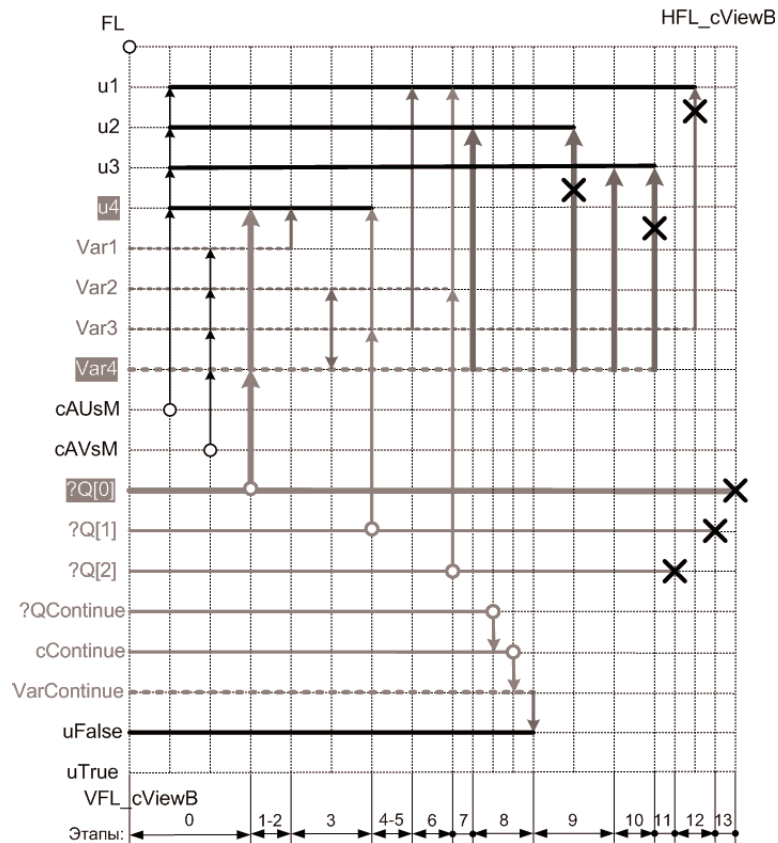 FL HFL_cViewB
u1
u2
u3
u4
Var1
Var2
Var3
Var4
cAUsM
cAVsM
?Q[0]
?Q[1]
?Q[2]
?QContinue
cContinue
VarContinue
uFalse
uTrue
VFL_cViewB
Этапы: 0 1-2 3 4-5 6 7 8 9 10 11 12 13